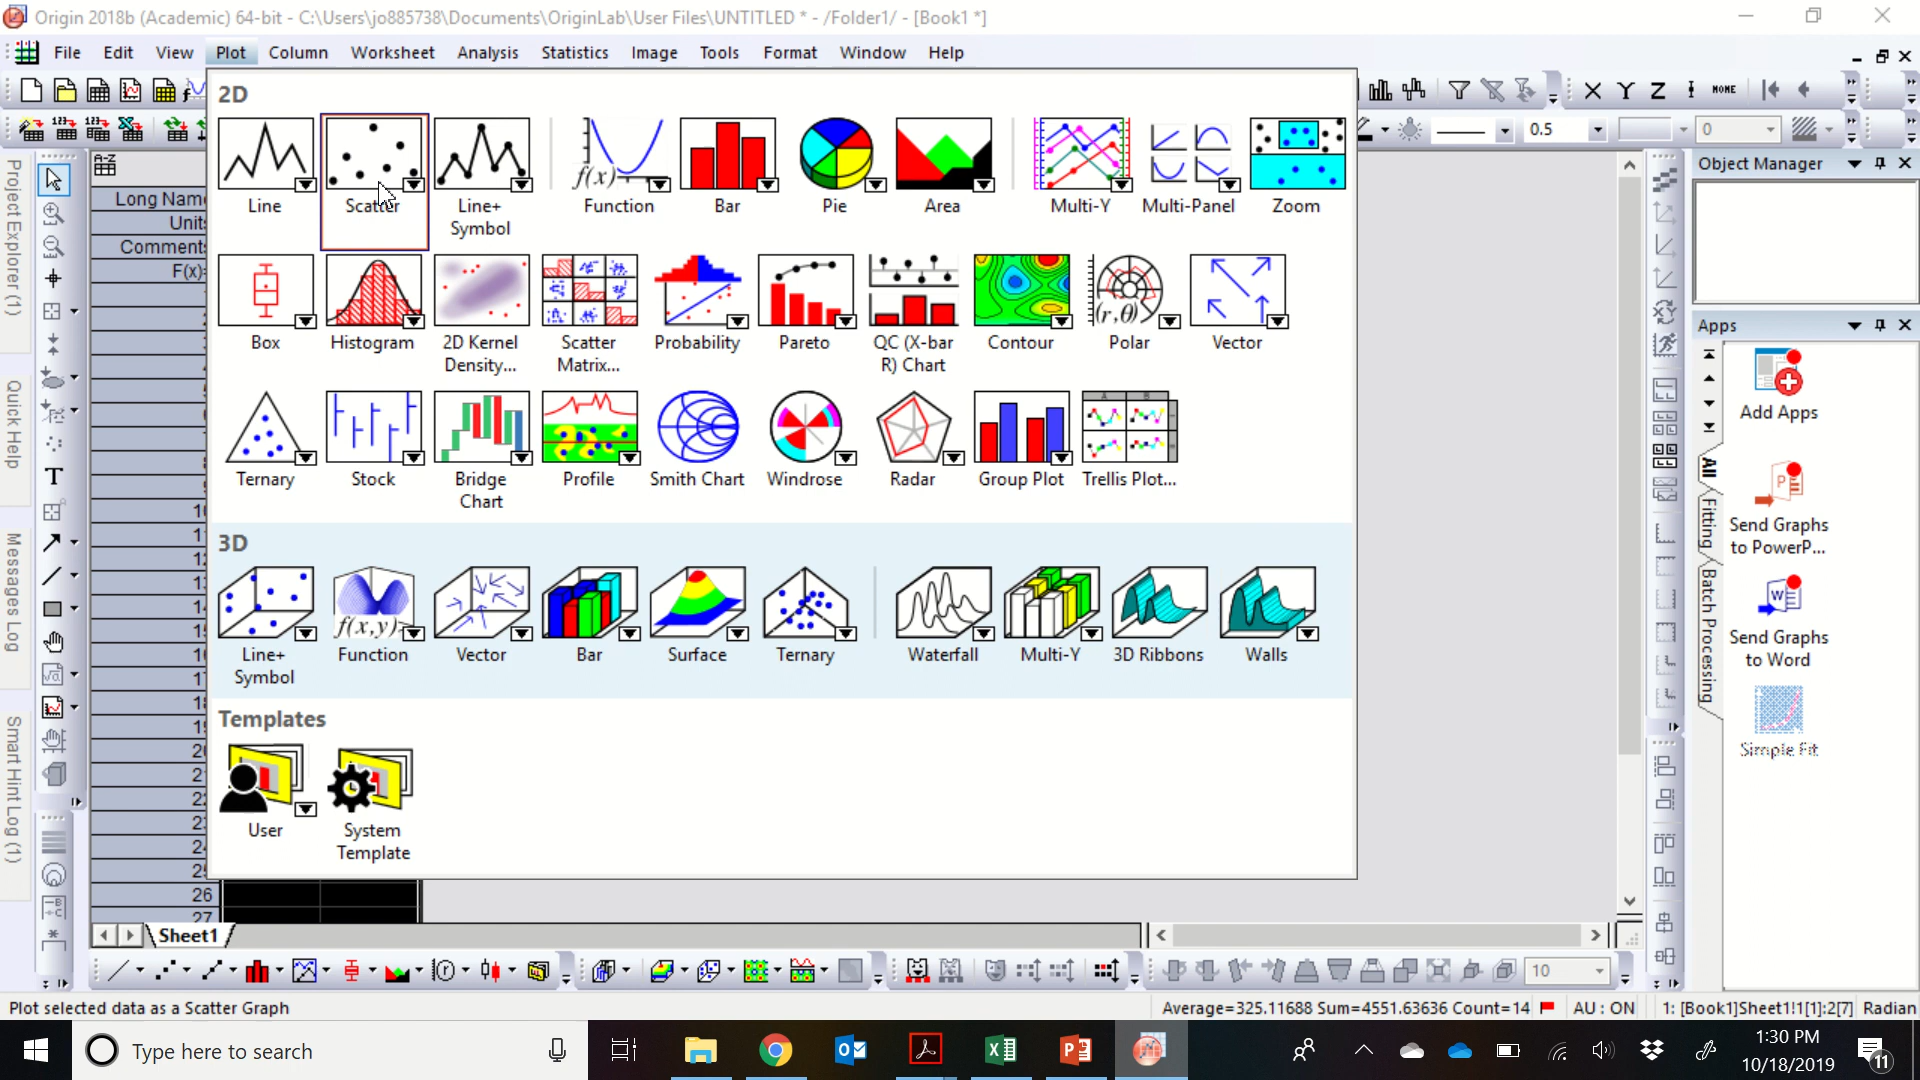 Origin 2018b (Academic) 64-bit - C:\Users\jo885738\Documents\OriginLab\User Files\UNTITLED * - /Folder1/ - [Book1 *]
File Edit View Plot Column Worksheet Analysis Statistics Image Tools Format Window Help
2D
X Y Z HOME
0.5 0
Line Scatter Line+ Symbol Function Bar Pie Area Multi-Y Multi-Panel Zoom
Box Histogram 2D Kernel Density... Scatter Matrix... Probability Pareto QC (X-bar R) Chart Contour Polar Vector
Ternary Stock Bridge Chart Profile Smith Chart Windrose Radar Group Plot Trellis Plot...
3D
Line+ Symbol Function Vector Bar Surface Ternary Waterfall Multi-Y 3D Ribbons Walls
Templates
User System Template
Project Explorer (1)
Quick Help
Messages Log
Smart Hint Log (1)
Long Name
Units
Comments
F(x)=
26
27
Sheet1
Object Manager
Apps
Add Apps
Send Graphs
to PowerP...
Send Graphs
to Word
Simple Fit
All
Fitting
Batch Processing
10
Plot selected data as a Scatter Graph
Average=325.11688 Sum=4551.63636 Count=14 AU : ON 1: [Book1]Sheet1!1[1]:2[7] Radian
Type here to search
1:30 PM
10/18/2019
11